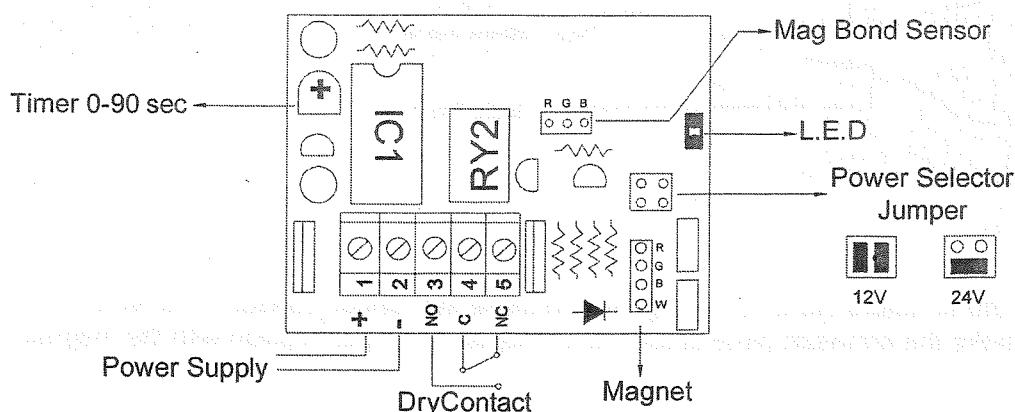 Mag Bond Sensor
Timer 0-90 sec
R G B
IC1
RY2
L.E.D
Power Selector
Jumper
12V
24V
R
G
B
W
1 2 3 4 5
+ - NO C NC
Power Supply
DryContact
Magnet